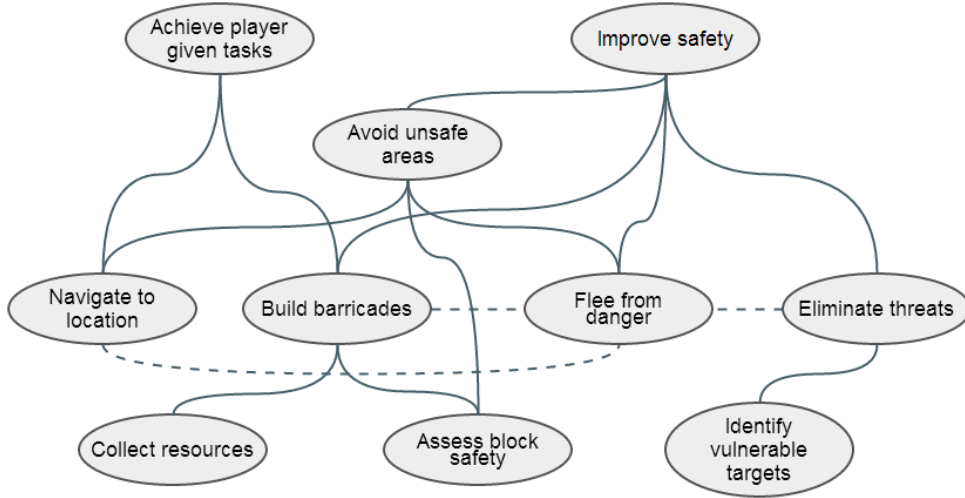 Achieve player
given tasks
Improve safety
Avoid unsafe
areas
Navigate to
location
Build barricades
Flee from
danger
Eliminate threats
Collect resources
Assess block
safety
Identify
vulnerable
targets